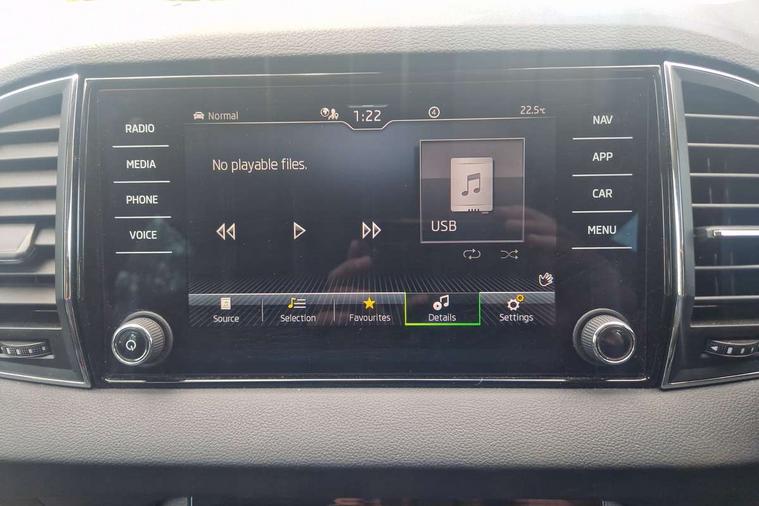 RADIO
MEDIA
PHONE
VOICE
Normal
1:22
4
22.5°C
No playable files.
USB
Source
Selection
Favourites
Details
Settings
NAV
APP
CAR
MENU